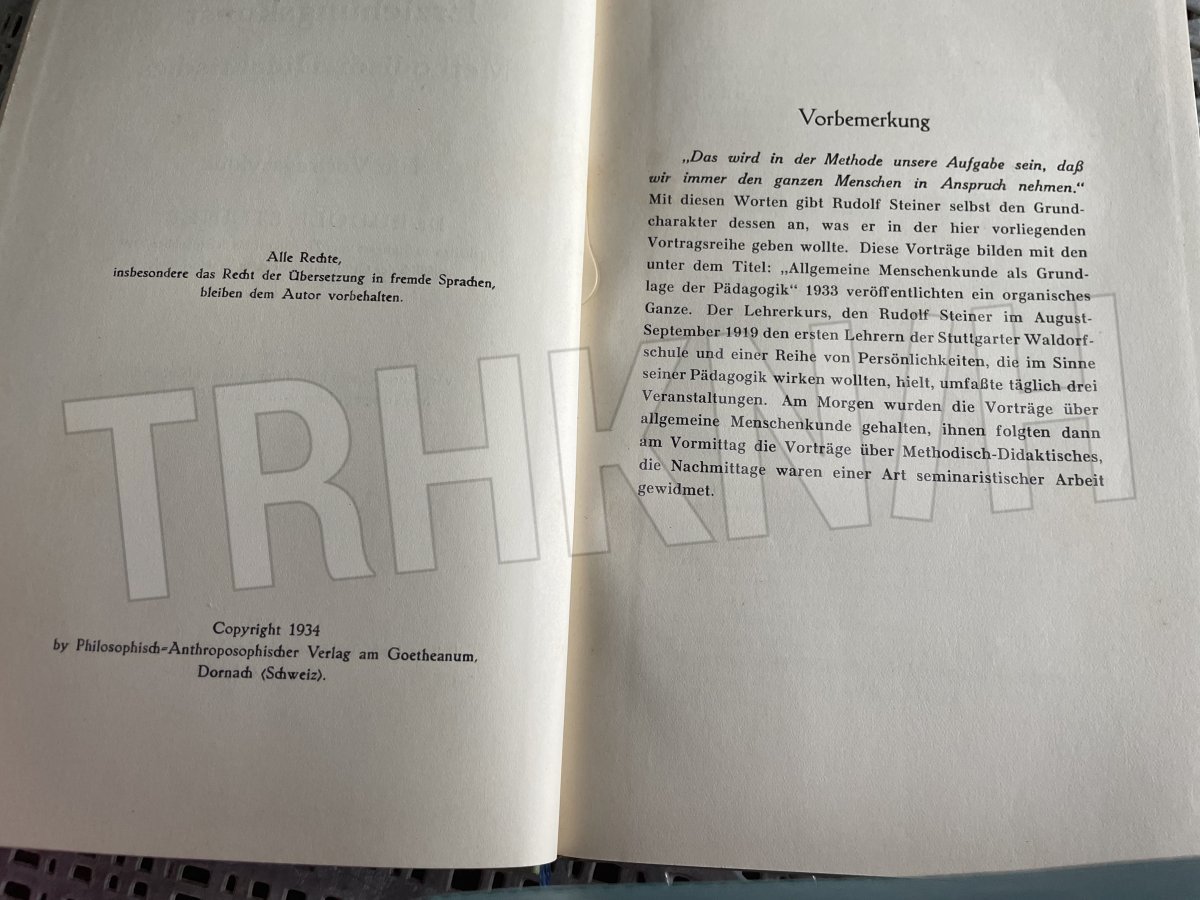 Alle Rechte,
insbesondere das Recht der Übersetzung in fremde Sprachen,
bleiben dem Autor vorbehalten.
Copyright 1934
by Philosophisch-Anthroposophischer Verlag am Goetheanum,
Dornach (Schweiz).
Vorbemerkung
„Das wird in der Methode unsere Aufgabe sein, daß
wir immer den ganzen Menschen in Anspruch nehmen.“
Mit diesen Worten gibt Rudolf Steiner selbst den Grund-
charakter dessen an, was er in der hier vorliegenden
Vortragsreihe geben wollte. Diese Vorträge bilden mit den
unter dem Titel: „Allgemeine Menschenkunde als Grund-
lage der Pädagogik“ 1933 veröffentlichten ein organisches
Ganze. Der Lehrerkurs, den Rudolf Steiner im August-
September 1919 den ersten Lehrern der Stuttgarter Waldorf-
schule und einer Reihe von Persönlichkeiten, die im Sinne
seiner Pädagogik wirken wollten, hielt, umfaßte täglich drei
Veranstaltungen. Am Morgen wurden die Vorträge über
allgemeine Menschenkunde gehalten, ihnen folgten dann
am Vormittag die Vorträge über Methodisch-Didaktisches,
die Nachmittage waren einer Art seminaristischer Arbeit
gewidmet.